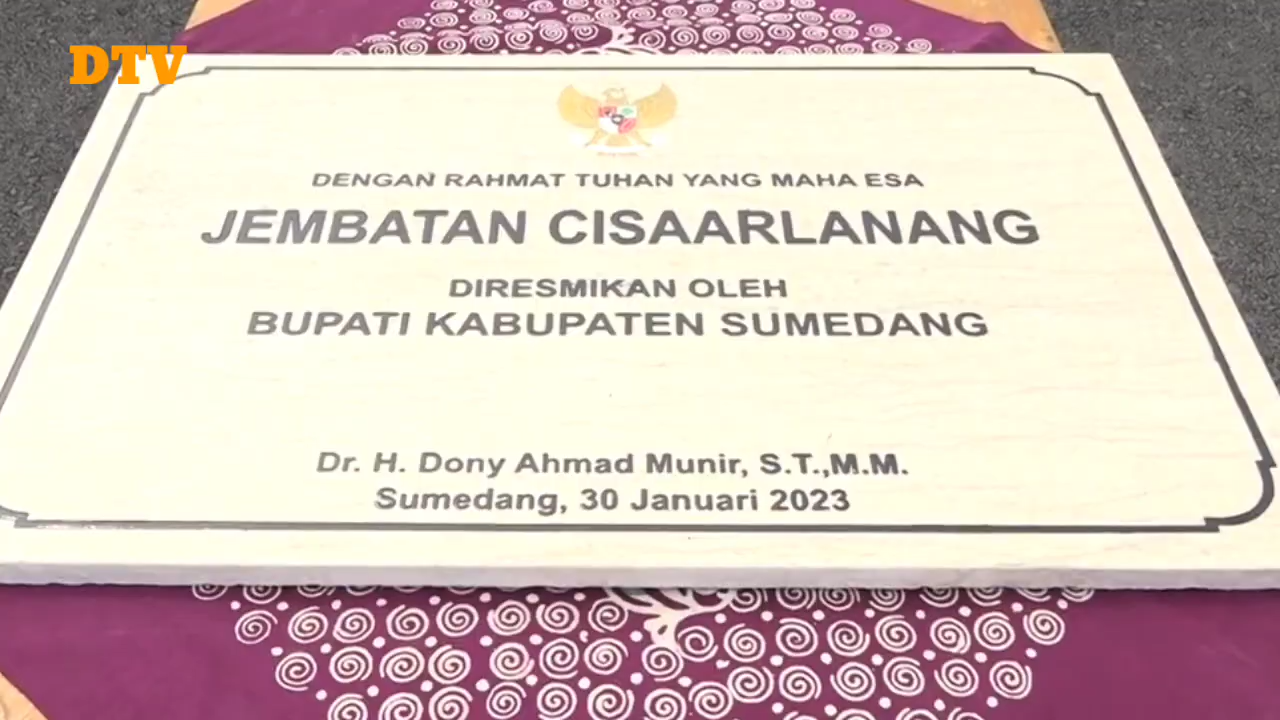 DTV
DENGAN RAHMAT TUHAN YANG MAHA ESA
JEMBATAN CISAARLANANG
DIRESMIKAN OLEH
BUPATI KABUPATEN SUMEDANG
Dr. H. Dony Ahmad Munir, S.T.,M.M.
Sumedang, 30 Januari 2023